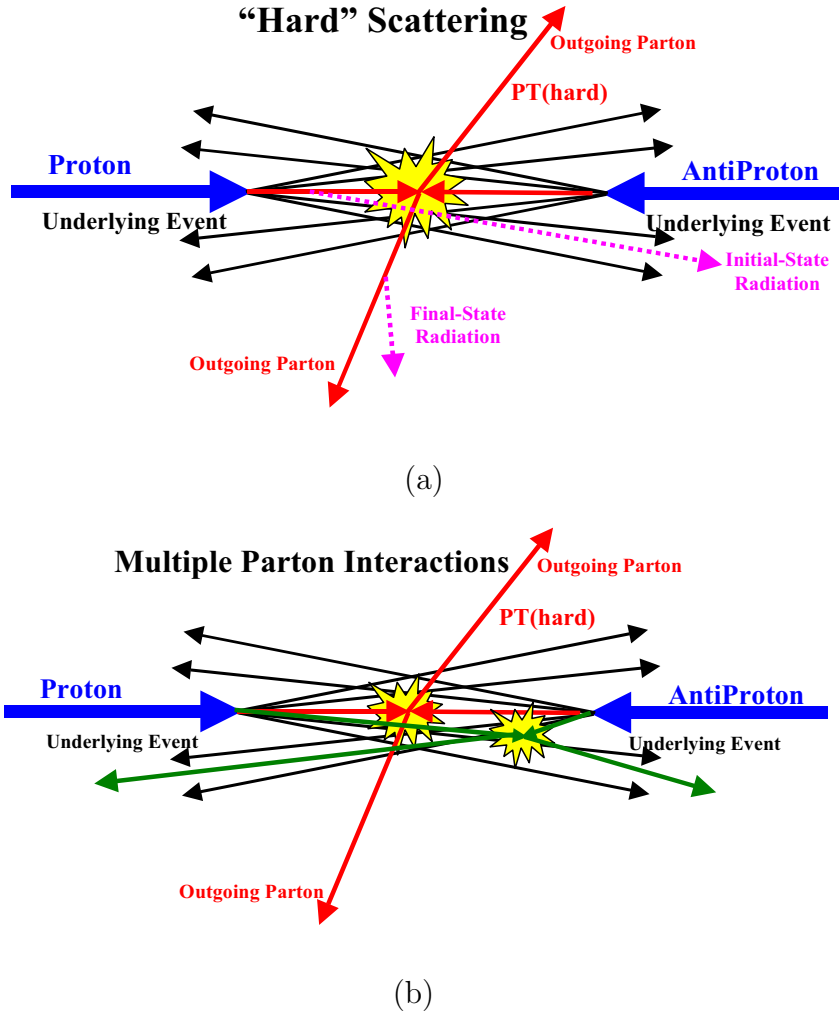 “Hard” Scattering
Outgoing Parton
PT(hard)
Proton
AntiProton
Underlying Event
Underlying Event
Initial-State
Radiation
Final-State
Radiation
Outgoing Parton
(a)
Multiple Parton Interactions
Outgoing Parton
PT(hard)
Proton
AntiProton
Underlying Event
Underlying Event
Outgoing Parton
(b)